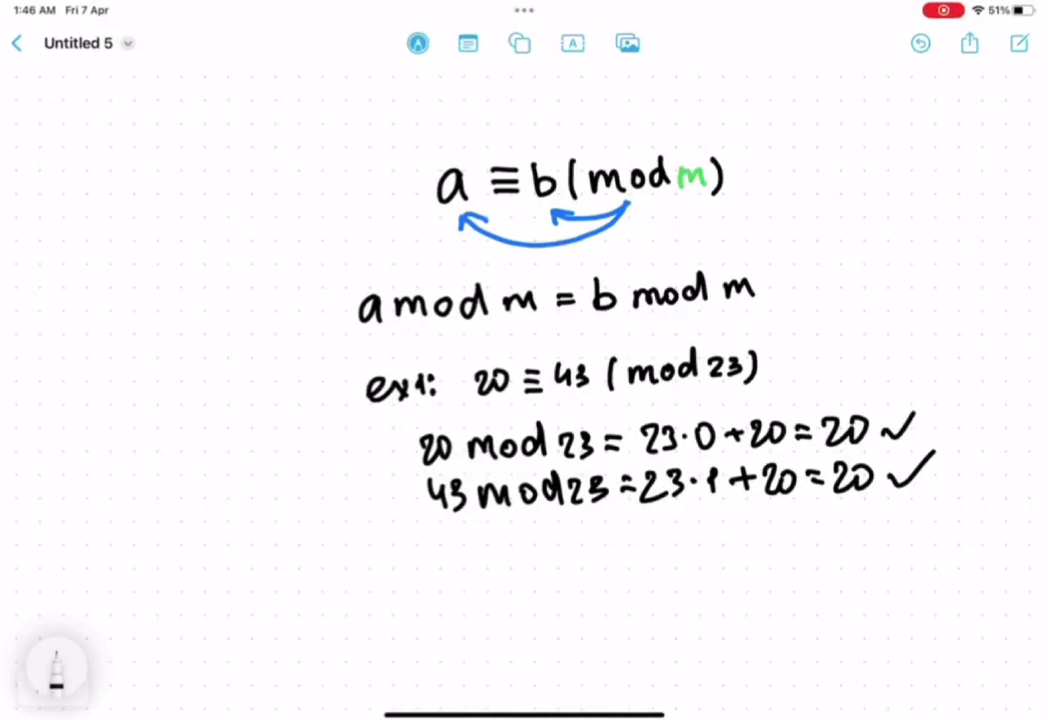 1:46 AM Fri 7 Apr
51%
Untitled 5
A
a ≡ b (mod m)
a mod m = b mod m
ex1: 20 ≡ 43 (mod 23)
20 mod 23 = 23·0+20 = 20 ✓
43 mod 23 = 23·1+20 = 20 ✓